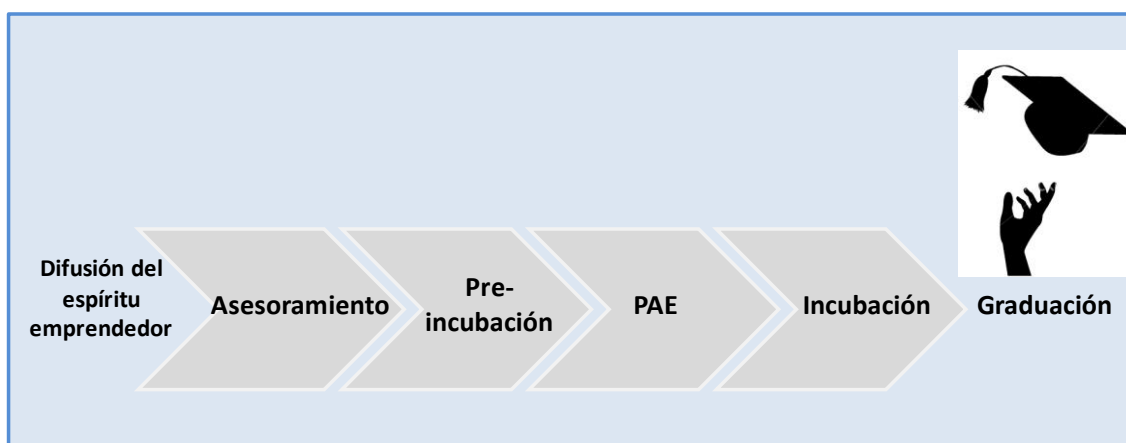 Difusión del
espíritu
emprendedor
Asesoramiento
Pre-
incubación
PAE
Incubación
Graduación